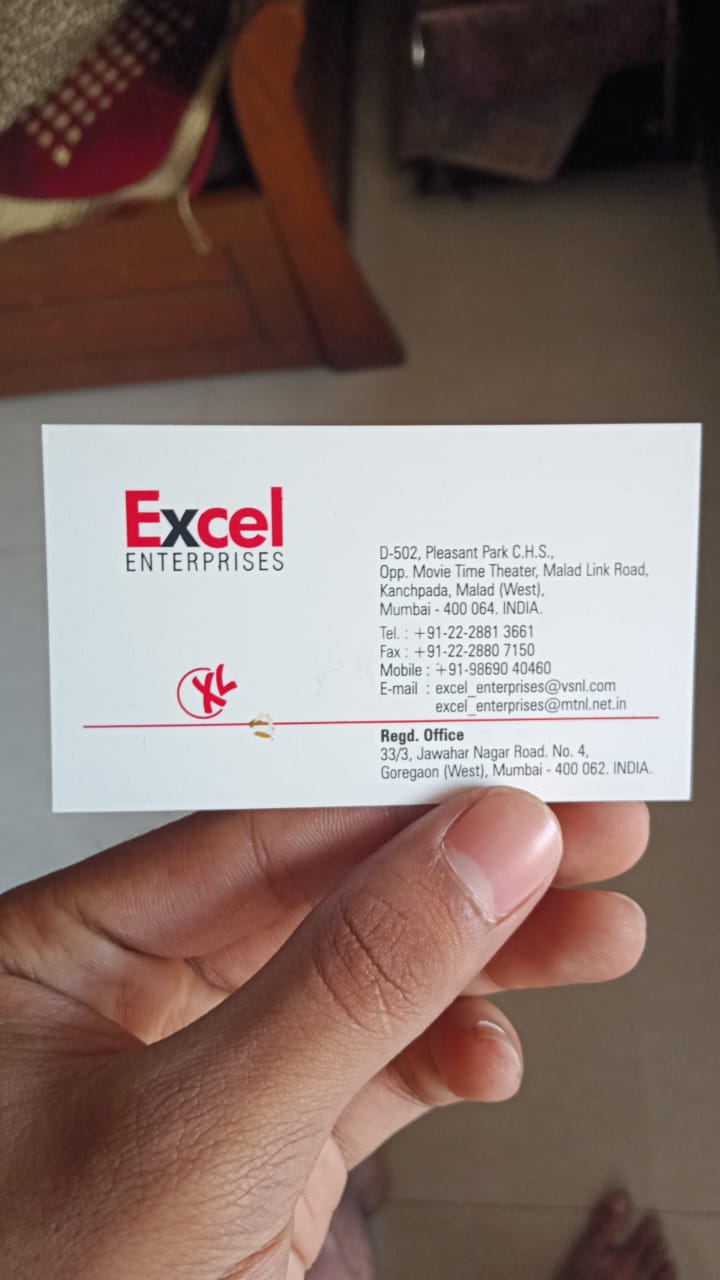 Excel
ENTERPRISES
D-502, Pleasant Park C.H.S.,
Opp. Movie Time Theater, Malad Link Road,
Kanchpada, Malad (West),
Mumbai - 400 064. INDIA.
Tel. : +91-22-2881 3661
Fax : +91-22-2880 7150
Mobile : +91-98690 40460
E-mail : excel_enterprises@vsnl.com
excel_enterprises@mtnl.net.in
XL
Regd. Office
33/3, Jawahar Nagar Road. No. 4,
Goregaon (West), Mumbai - 400 062. INDIA.